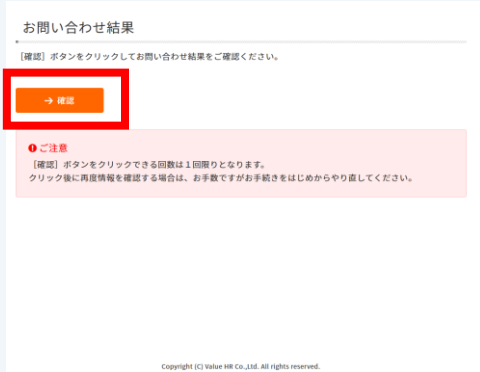 お問い合わせ結果
［確認］ボタンをクリックしてお問い合わせ結果をご確認ください。
→ 確認
ご注意
［確認］ボタンをクリックできる回数は１回限りとなります。
クリック後に再度情報を確認する場合は、お手数ですがお手続きをはじめからやり直してください。
Copyright (C) Value HR Co.,Ltd. All rights reserved.